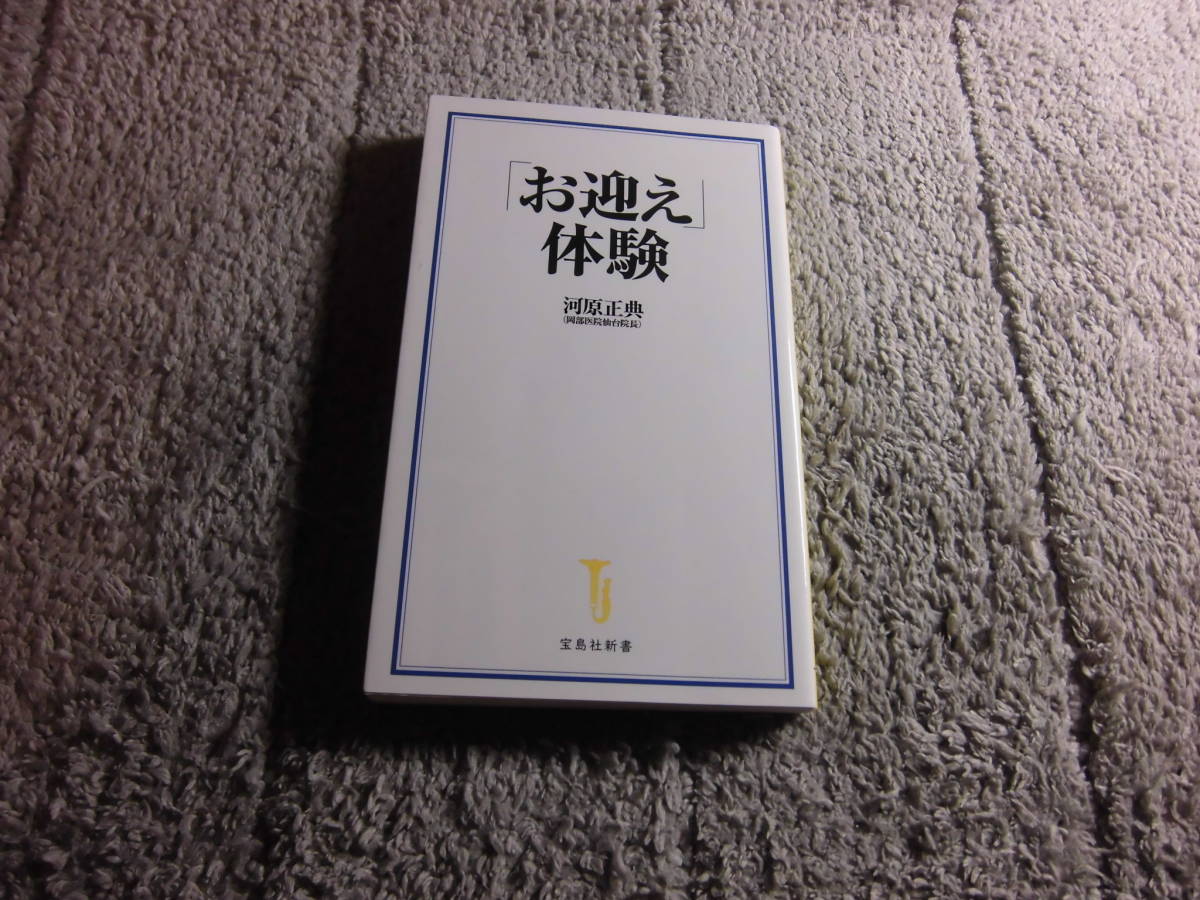 「お迎え」
体験
河原正典
(岡部医院仙台院長)
宝島社新書